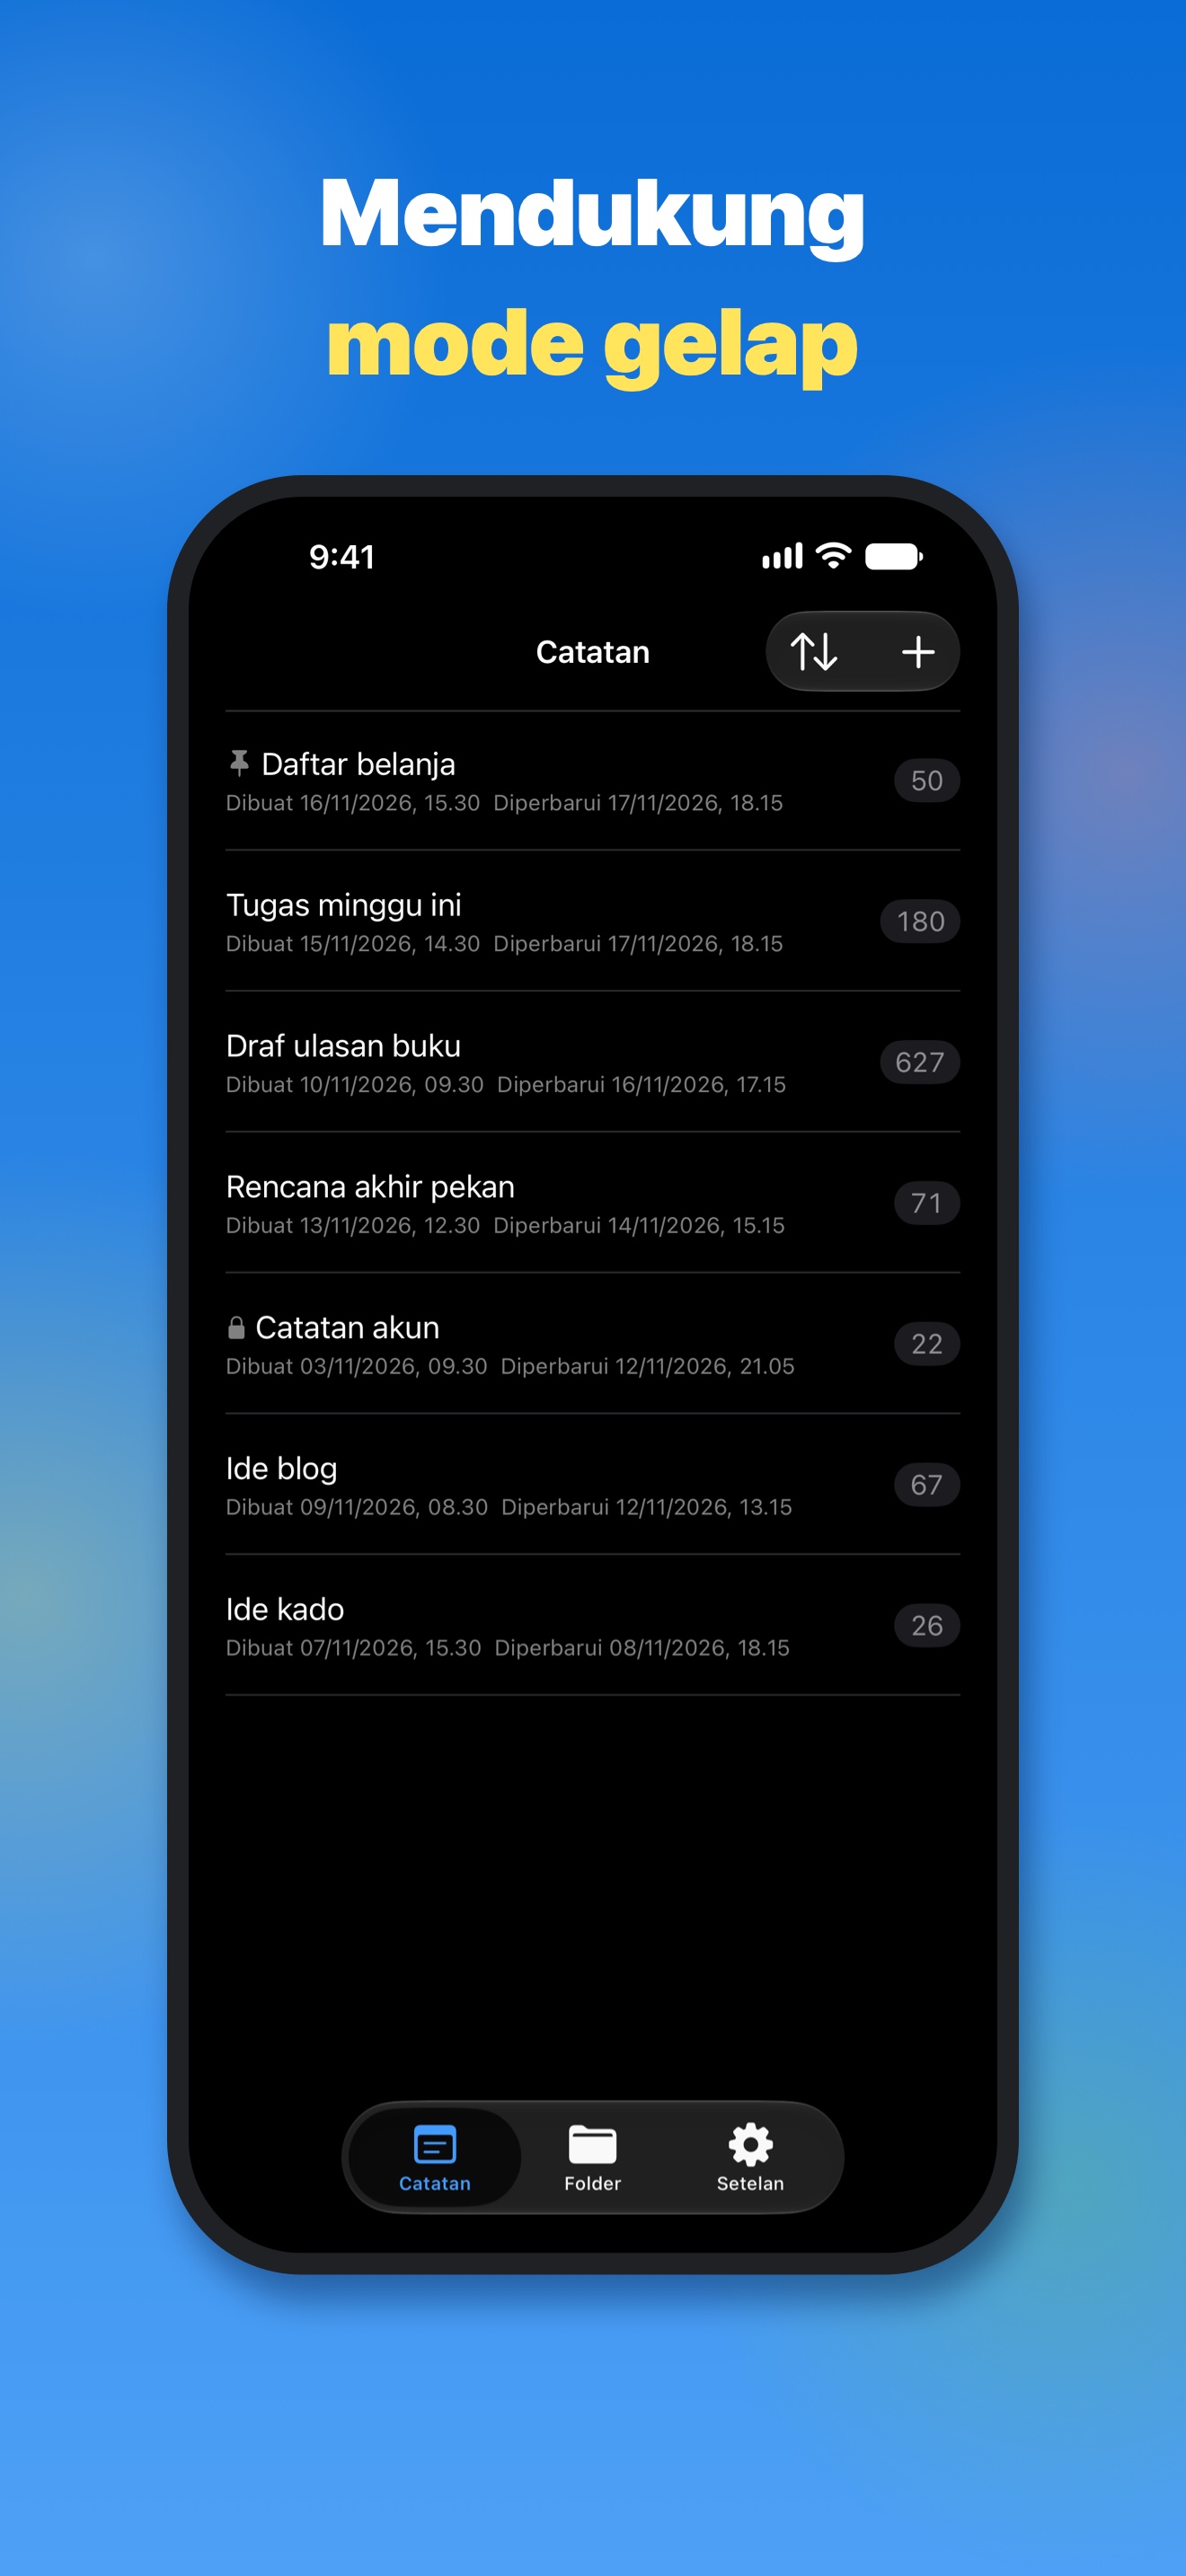 Mendukung
mode gelap
9:41
Catatan
Daftar belanja
Dibuat 16/11/2026, 15.30 Diperbarui 17/11/2026, 18.15
50
Tugas minggu ini
Dibuat 15/11/2026, 14.30 Diperbarui 17/11/2026, 18.15
180
Draf ulasan buku
Dibuat 10/11/2026, 09.30 Diperbarui 16/11/2026, 17.15
627
Rencana akhir pekan
Dibuat 13/11/2026, 12.30 Diperbarui 14/11/2026, 15.15
71
Catatan akun
Dibuat 03/11/2026, 09.30 Diperbarui 12/11/2026, 21.05
22
Ide blog
Dibuat 09/11/2026, 08.30 Diperbarui 12/11/2026, 13.15
67
Ide kado
Dibuat 07/11/2026, 15.30 Diperbarui 08/11/2026, 18.15
26
Catatan Folder Setelan